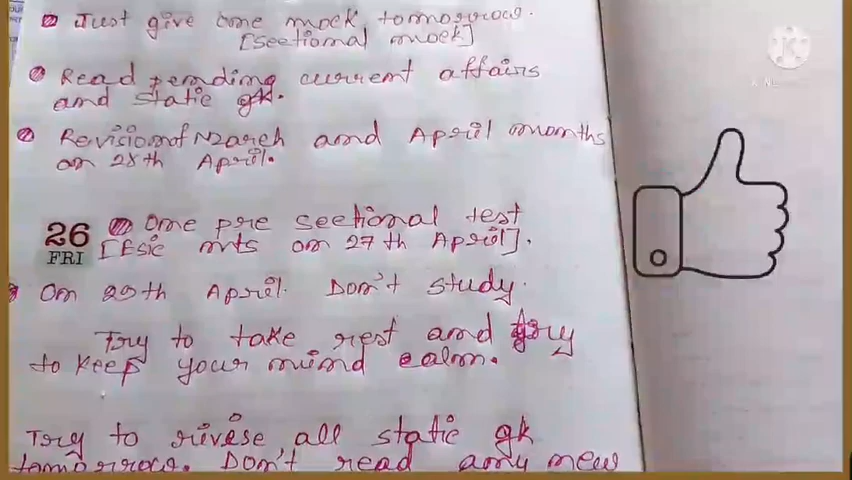 Just give one mock tomorrow.
[Sectional mock]
Read pending current affairs
and static gk.
Revision of March and April months
on 28th April.
26 One pre sectional test
FRI [Esic mts on 27th April].
On 29th April. Don't study.
Try to take rest and try
to keep your mind calm.
Try to rivise all static gk
tomorrow. Don't read any new